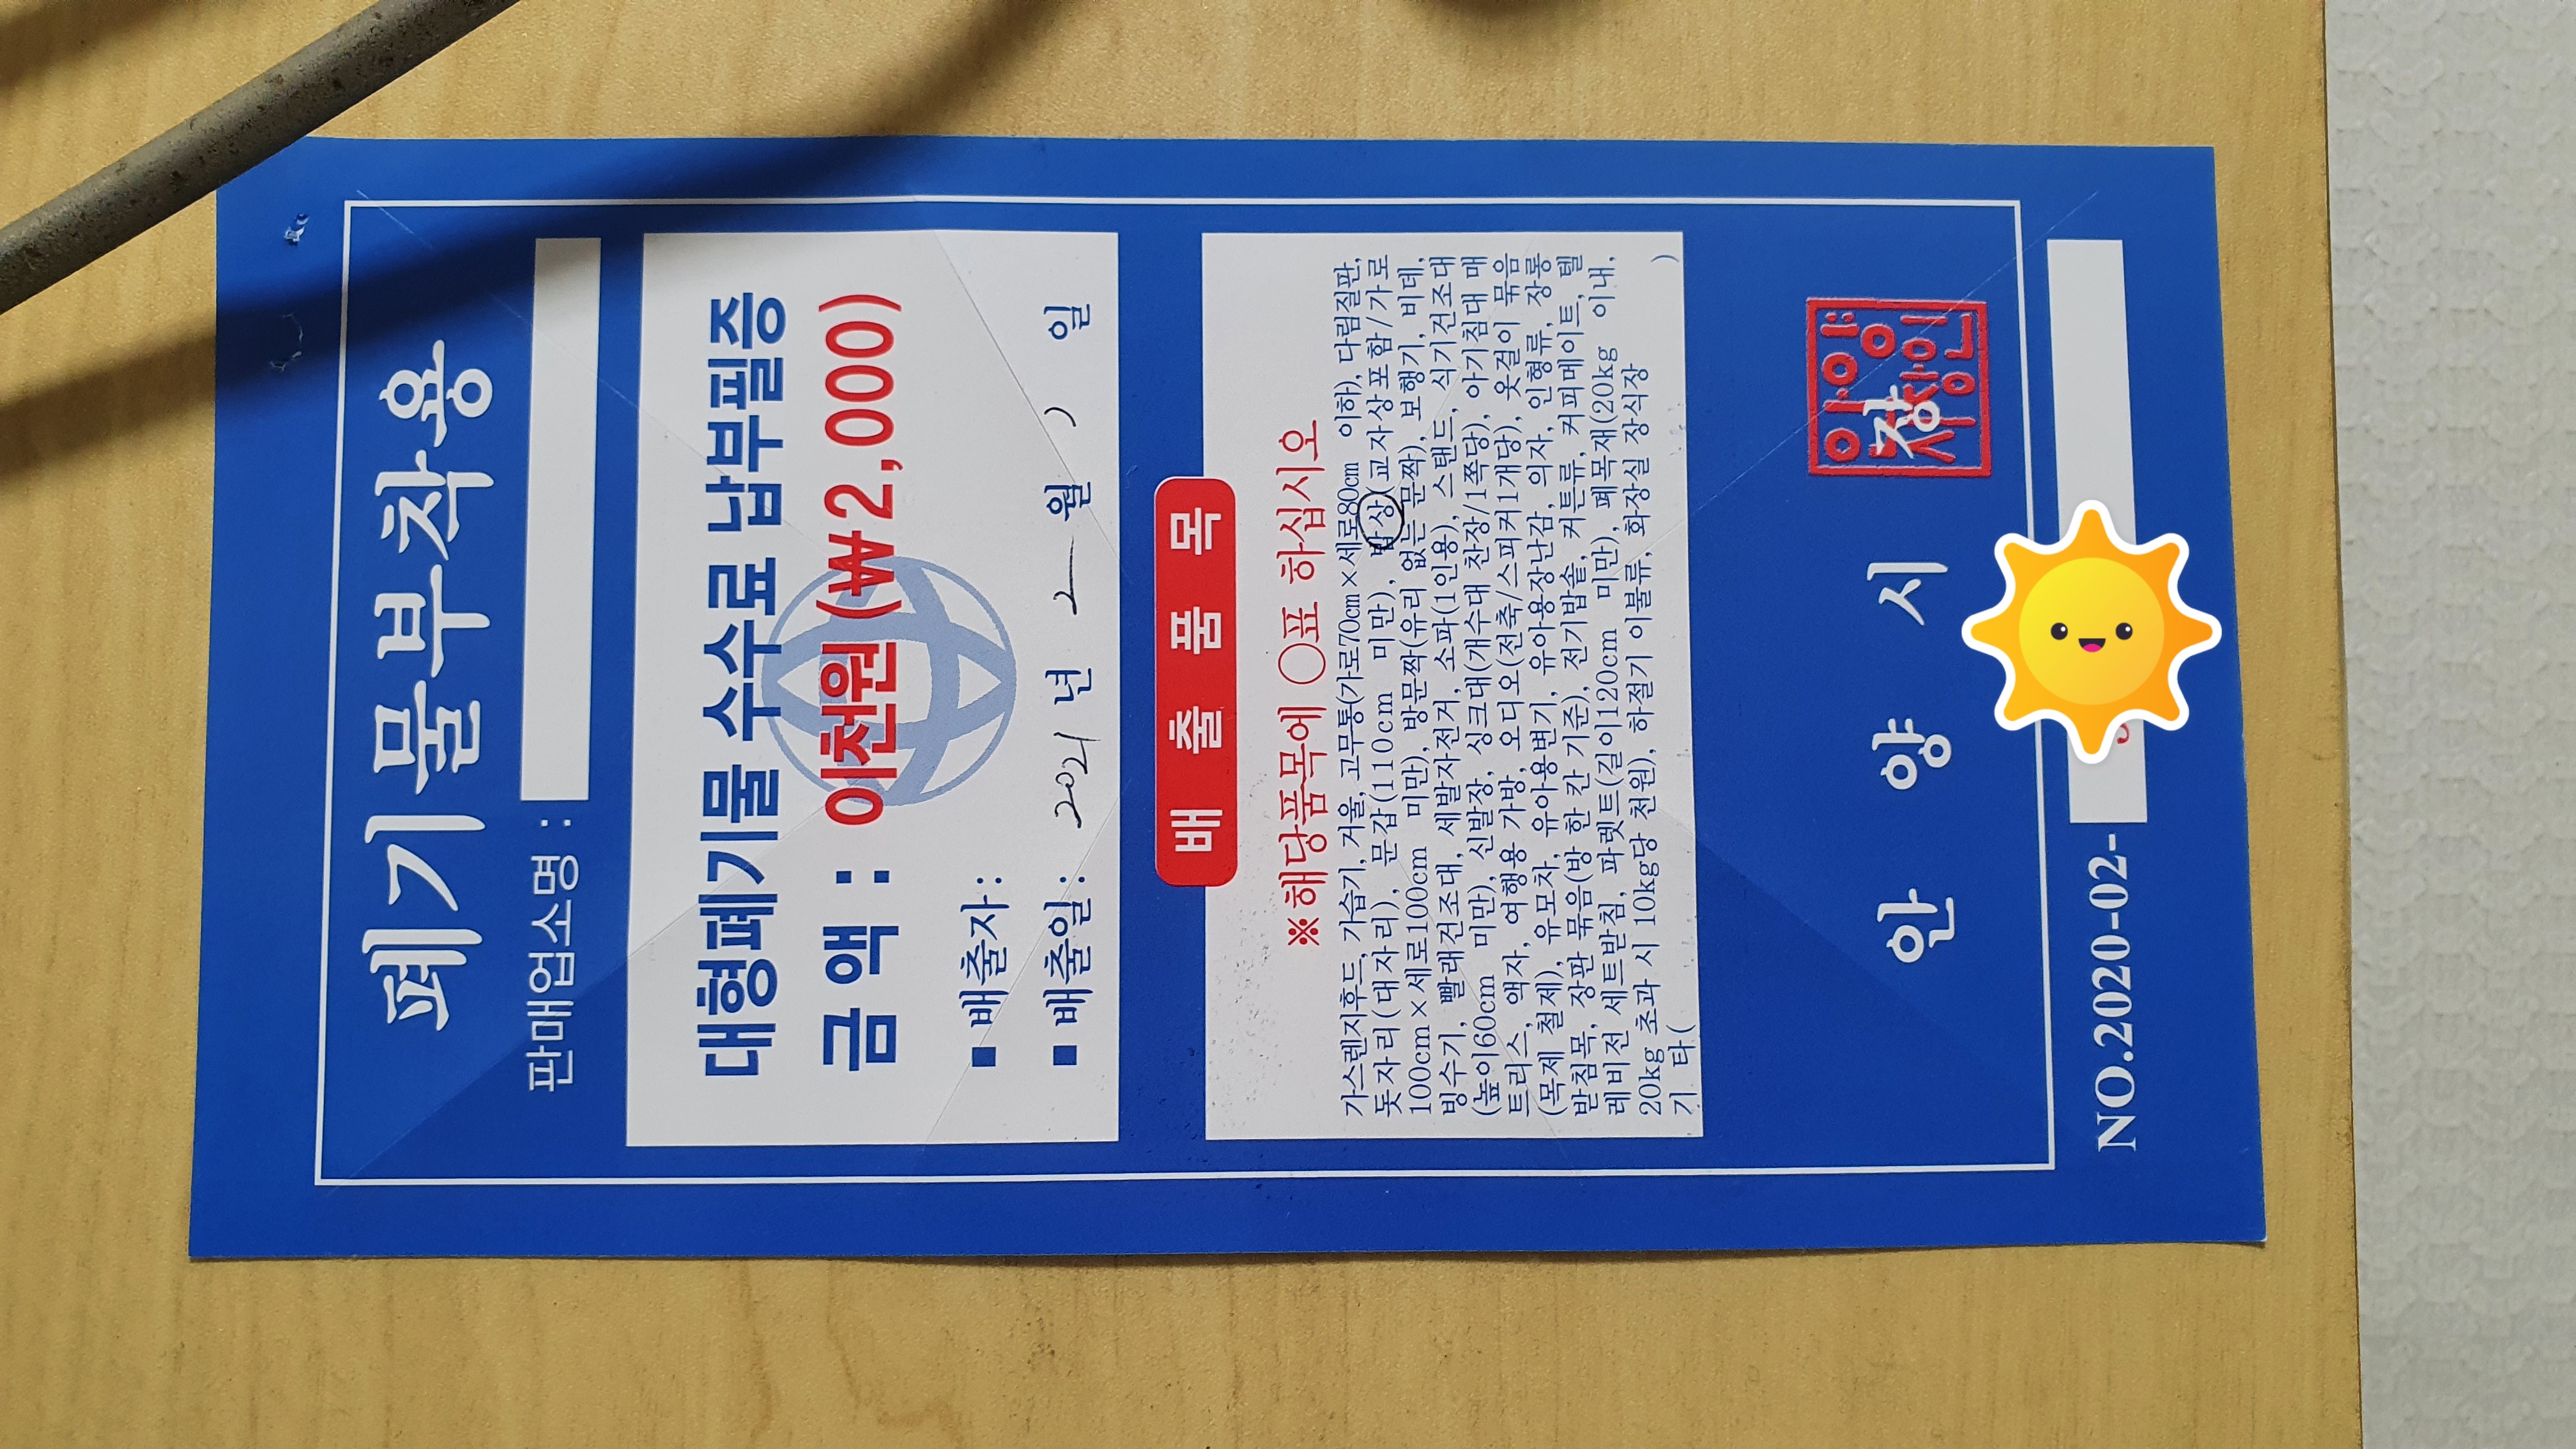 폐기물부착용
판매업소명 :
대형폐기물 수수료 납부필증
금 액 : 이천원 (₩2,000)
■ 배출자:
■ 배출일: 2021 년 2 월 일
배 출 품 목
※해당품목에 ○표 하십시오
가스렌지후드, 가습기, 거울, 고무통(가로70cm×세로80cm 이하), 다림질판,
돗자리(대자리), 문갑(110cm 미만), 밥상(교자상포함/가로
100cm×세로100cm 미만), 방문짝(유리 없는 문짝), 보행기, 비데,
빙수기, 빨래건조대, 세발자전거, 소파(1인용), 스탠드, 식기건조대
(높이60cm 미만), 신발장, 싱크대(개수대 찬장/1쪽당), 아기침대 매
트리스, 액자, 여행용 가방, 오디오(전축/스피커1개당), 옷걸이 묶음
(목제 철제), 유모차, 유아용변기, 유아용장난감, 의자, 인형류, 장롱
받침목, 장판 묶음(방 한 칸 기준), 전기밥솥, 커튼류, 커피메이트, 텔
레비전 세트받침, 파렛트(길이120cm 미만), 폐목재(20kg 이내,
20kg 초과 시 10kg당 천원), 하절기 이불류, 화장실 장식장
기 타( )
안 양 시 장
안양시장인
NO.2020-02-